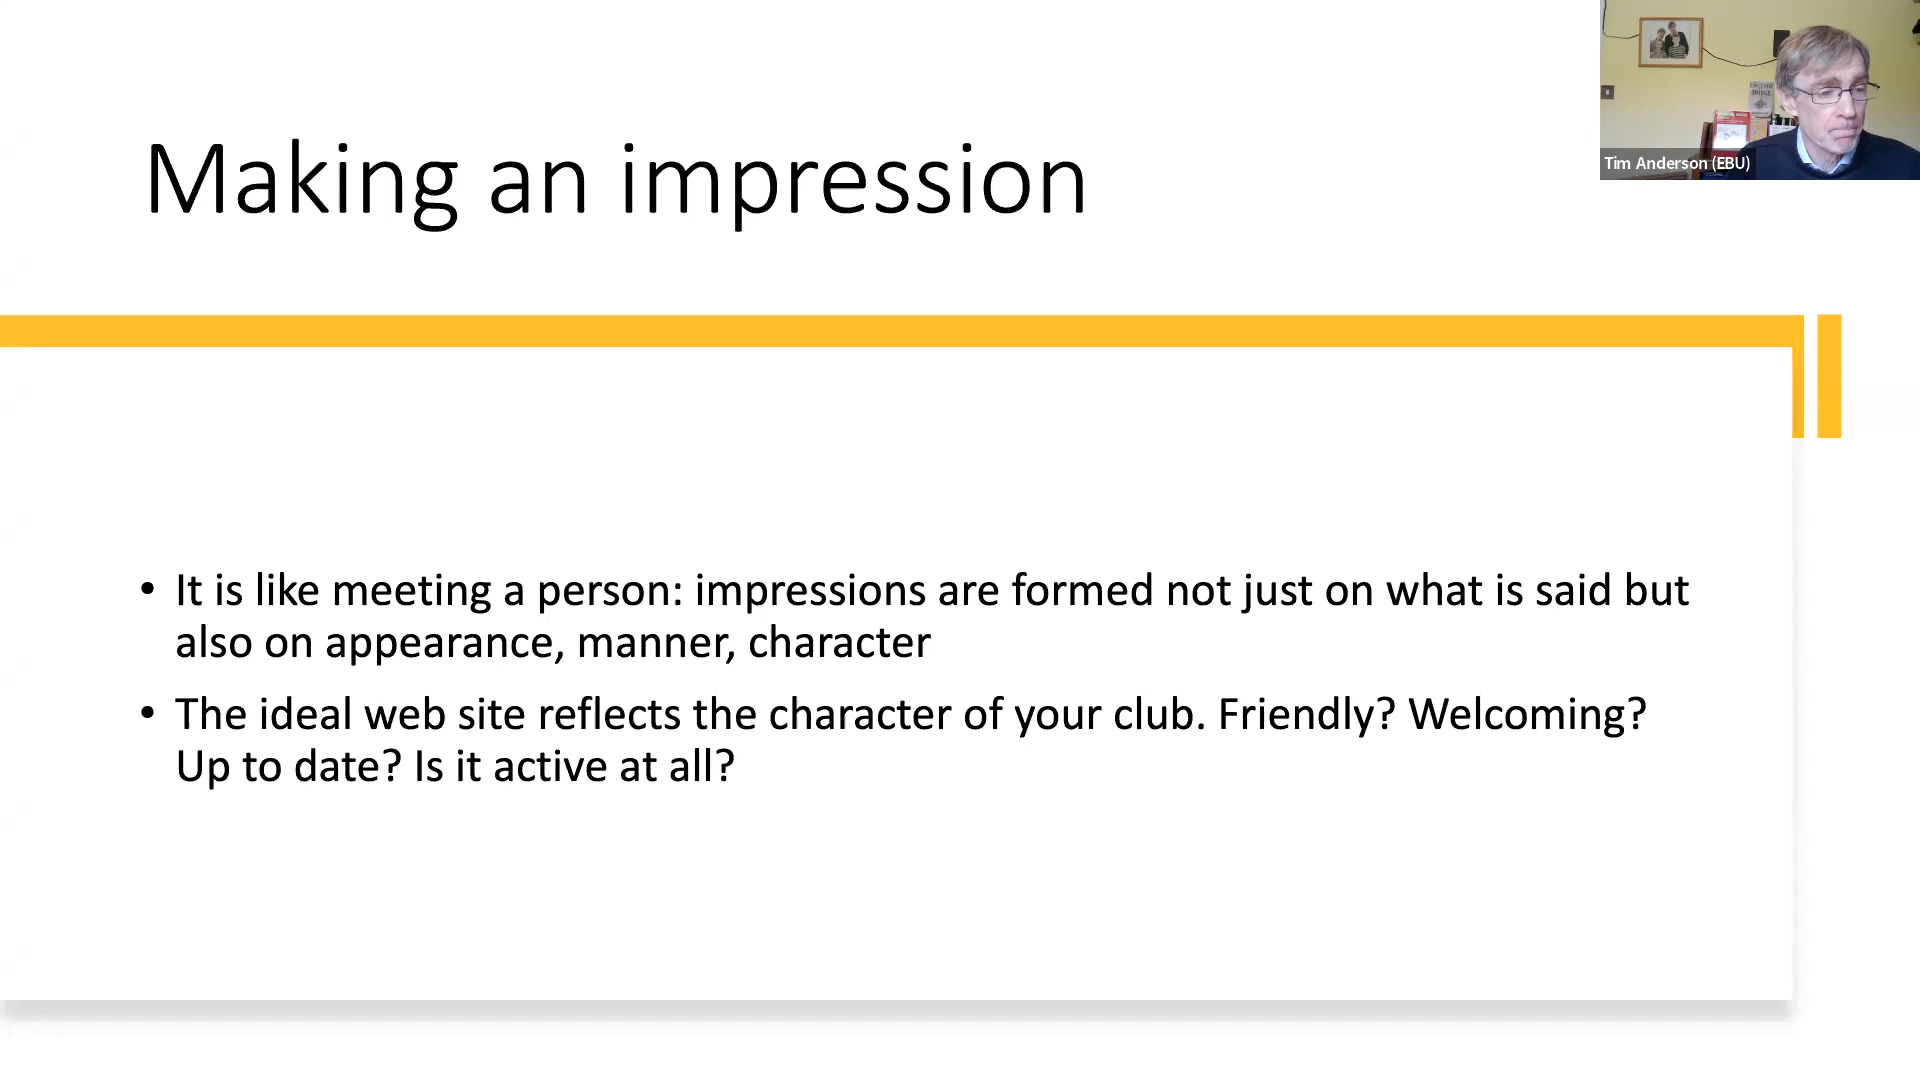 Making an impression
Tim Anderson (EBU)
• It is like meeting a person: impressions are formed not just on what is said but
also on appearance, manner, character
• The ideal web site reflects the character of your club. Friendly? Welcoming?
Up to date? Is it active at all?